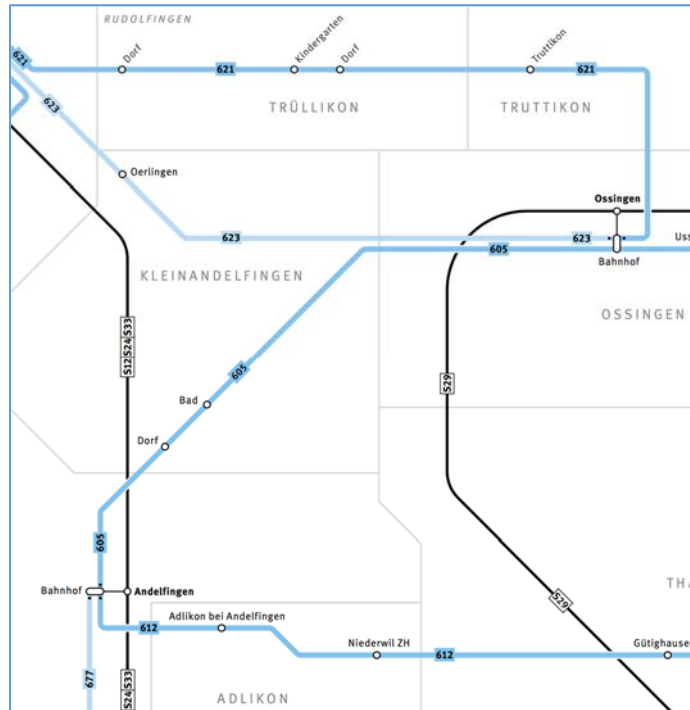 RUDOLFINGEN
Dorf
Kindergarten
Dorf
Truttikon
621
621
621
623
TRÜLLIKON
TRUTTIKON
Oerlingen
Ossingen
623
623
605
Bahnhof
KLEINANDELFINGEN
OSSINGEN
S12 S24 S33
605
S29
Bad
Dorf
605
Bahnhof
Andelfingen
S29
Adlikon bei Andelfingen
612
Niederwil ZH
612
677
S24 S33
ADLIKON